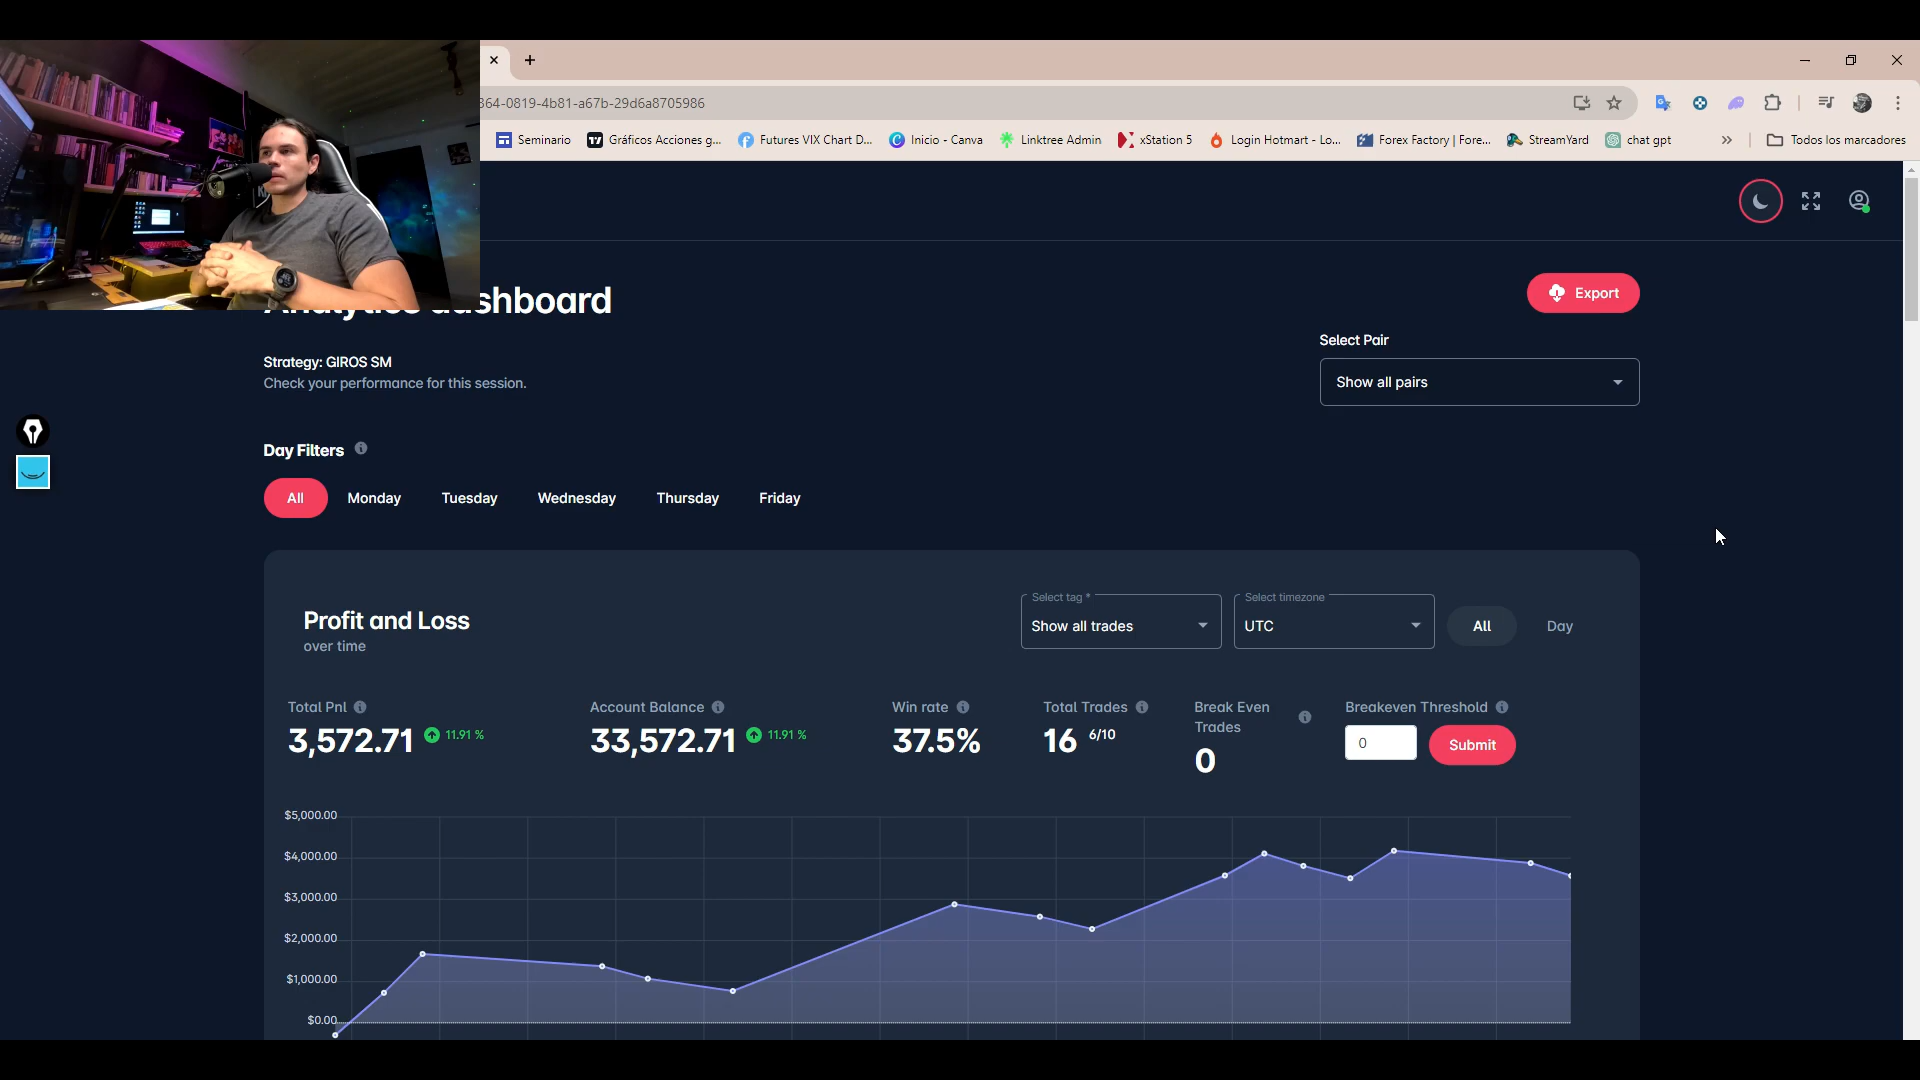 364-0819-4b81-a67b-29d6a8705986
Seminario
Gráficos Acciones g...
Futures VIX Chart D...
Inicio - Canva
Linktree Admin
xStation 5
Login Hotmart - Lo...
Forex Factory | Fore...
StreamYard
chat gpt
Todos los marcadores
shboard
Export
Select Pair
Show all pairs
Strategy: GIROS SM
Check your performance for this session.
Day Filters
All
Monday
Tuesday
Wednesday
Thursday
Friday
Profit and Loss
over time
Select tag *
Show all trades
Select timezone
UTC
All
Day
Total Pnl
3,572.71
11.91 %
Account Balance
33,572.71
11.91 %
Win rate
37.5%
Total Trades
16
6/10
Break Even
Trades
0
Breakeven Threshold
0
Submit
$5,000.00
$4,000.00
$3,000.00
$2,000.00
$1,000.00
$0.00